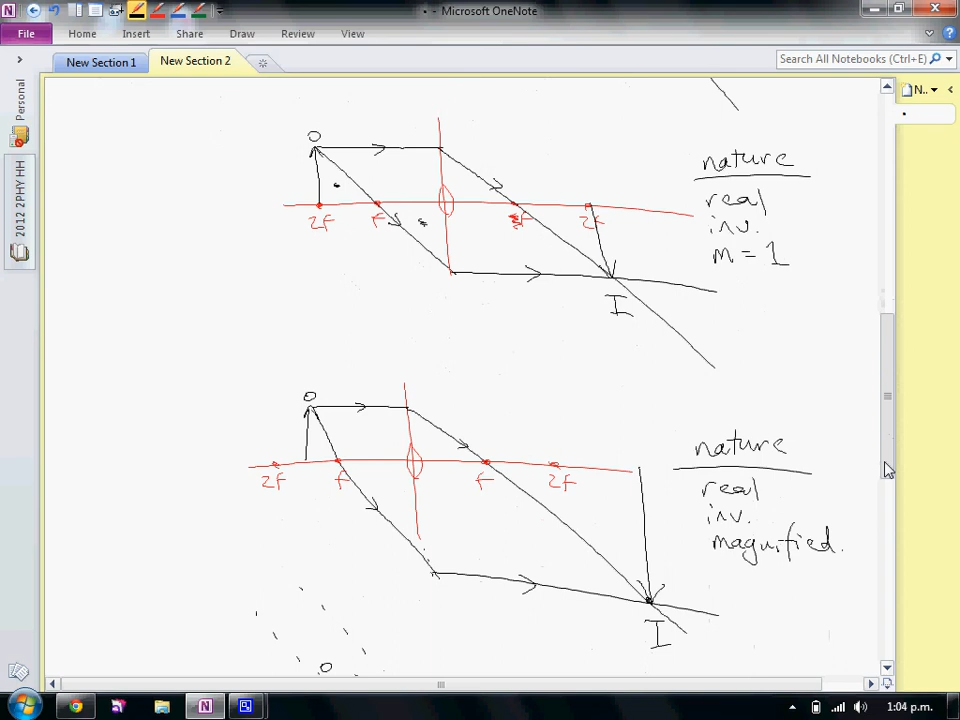 Microsoft OneNote
File Home Insert Draw Review View
New Section 1 New Section 2
Search All Notebooks (Ctrl+E)
N..
Personal
2012 2PHY HH
O
2f f f 2f
I
nature
real
inv.
m = 1
O
2f f f 2f
I
nature
real
inv.
magnified.
O
1:04 p.m.